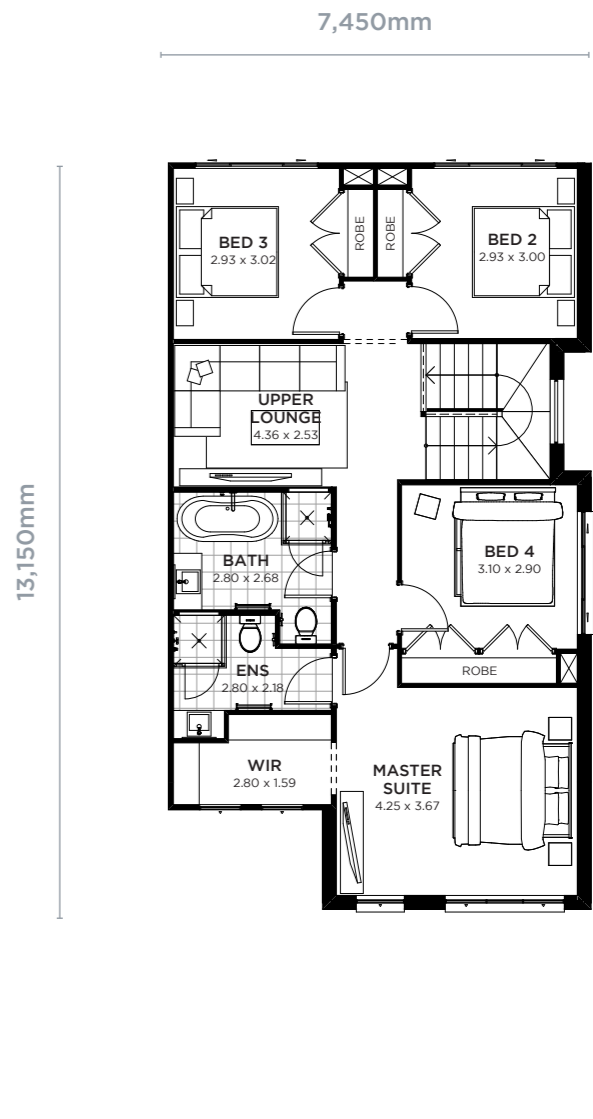 7,450mm
13,150mm
BED 3
2.93 x 3.02
ROBE
ROBE
BED 2
2.93 x 3.00
UPPER
LOUNGE
4.36 x 2.53
BATH
2.80 x 2.68
BED 4
3.10 x 2.90
ENS
2.80 x 2.18
ROBE
WIR
2.80 x 1.59
MASTER
SUITE
4.25 x 3.67